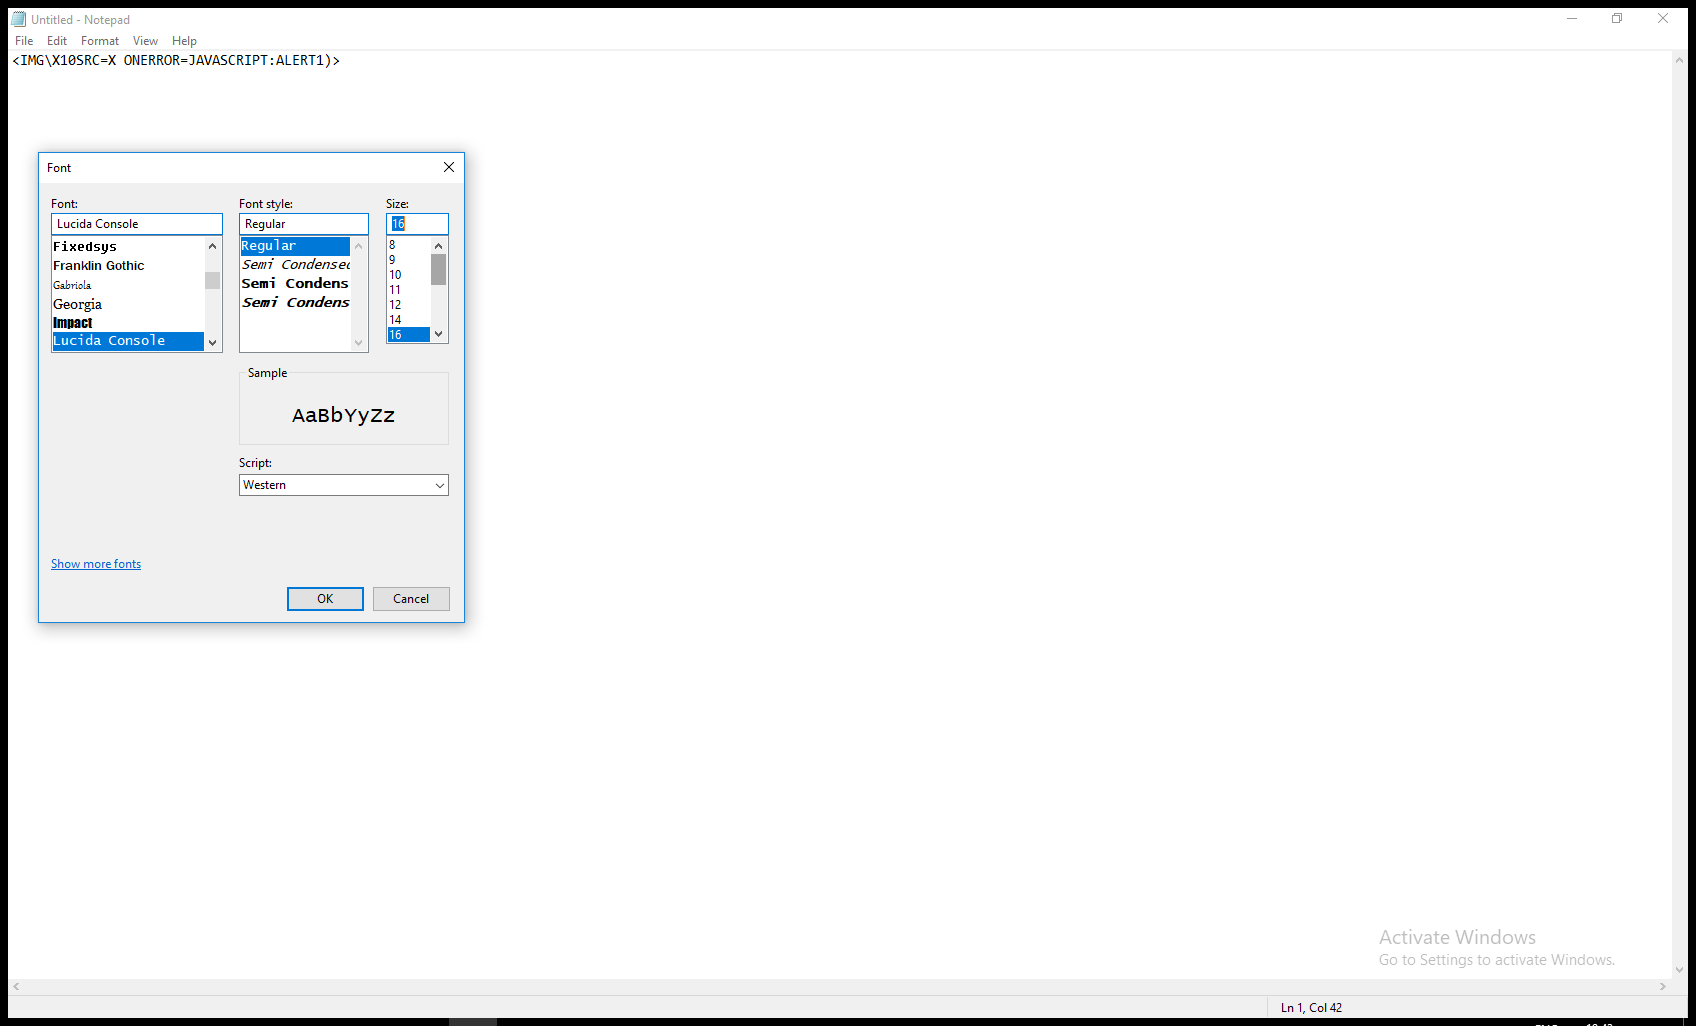 Untitled - Notepad
File Edit Format View Help
<IMG\X10SRC=X ONERROR=JAVASCRIPT:ALERT1)>
Font
Font: Font style: Size:
Lucida Console Regular 16
Fixedsys
Franklin Gothic
Gabriola
Georgia
Impact
Lucida Console
Regular
Semi Condensed
Semi Condens
Semi Condens
8
9
10
11
12
14
16
Sample
AaBbYyZz
Script:
Western
Show more fonts
OK Cancel
Activate Windows
Go to Settings to activate Windows.
Ln 1, Col 42